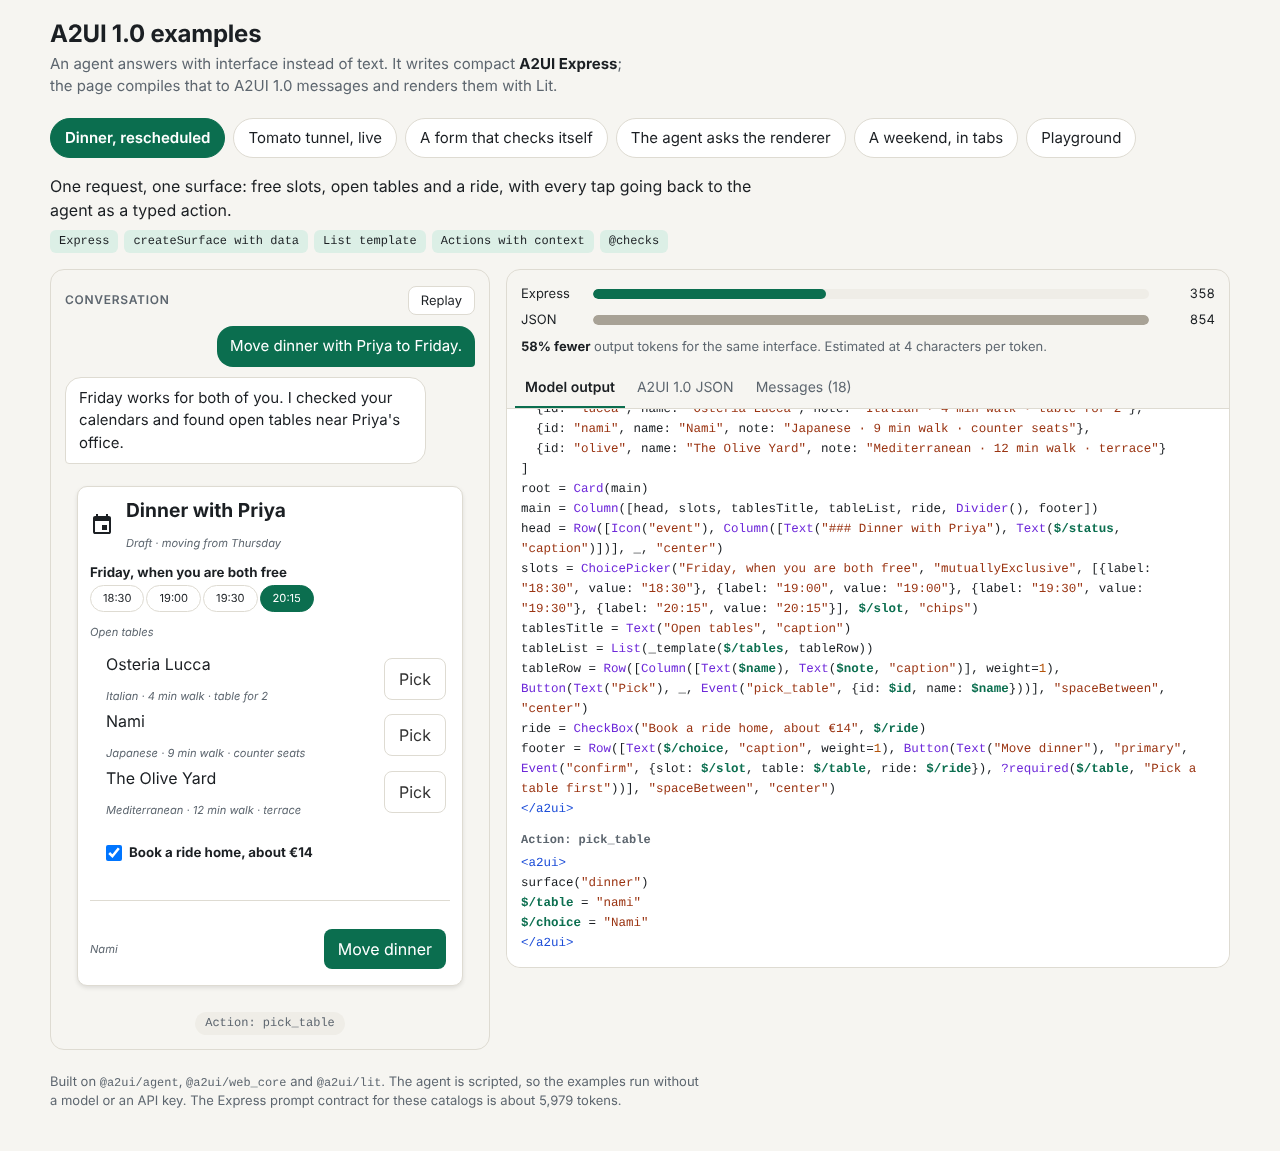 A2UI 1.0 examples
An agent answers with interface instead of text. It writes compact A2UI Express;
the page compiles that to A2UI 1.0 messages and renders them with Lit.
Dinner, rescheduled
Tomato tunnel, live
A form that checks itself
The agent asks the renderer
A weekend, in tabs
Playground
One request, one surface: free slots, open tables and a ride, with every tap going back to the
agent as a typed action.
Express
createSurface with data
List template
Actions with context
@checks
CONVERSATION
Replay
Move dinner with Priya to Friday.
Friday works for both of you. I checked your
calendars and found open tables near Priya's
office.
Dinner with Priya
Draft · moving from Thursday
Friday, when you are both free
18:30
19:00
19:30
20:15
Open tables
Osteria Lucca
Italian · 4 min walk · table for 2
Pick
Nami
Japanese · 9 min walk · counter seats
Pick
The Olive Yard
Mediterranean · 12 min walk · terrace
Pick
Book a ride home, about €14
Nami
Move dinner
Action: pick_table
Express 358
JSON 854
58% fewer output tokens for the same interface. Estimated at 4 characters per token.
Model output
A2UI 1.0 JSON
Messages (18)
{id: "lucca", name: "Osteria Lucca", note: "Italian · 4 min walk · table for 2"},
{id: "nami", name: "Nami", note: "Japanese · 9 min walk · counter seats"},
{id: "olive", name: "The Olive Yard", note: "Mediterranean · 12 min walk · terrace"}
]
root = Card(main)
main = Column([head, slots, tablesTitle, tableList, ride, Divider(), footer])
head = Row([Icon("event"), Column([Text("### Dinner with Priya"), Text($/status,
"caption")])], _, "center")
slots = ChoicePicker("Friday, when you are both free", "mutuallyExclusive", [{label:
"18:30", value: "18:30"}, {label: "19:00", value: "19:00"}, {label: "19:30", value:
"19:30"}, {label: "20:15", value: "20:15"}], $/slot, "chips")
tablesTitle = Text("Open tables", "caption")
tableList = List(_template($/tables, tableRow))
tableRow = Row([Column([Text($name), Text($note, "caption")], weight=1),
Button(Text("Pick"), _, Event("pick_table", {id: $id, name: $name}))], "spaceBetween",
"center")
ride = CheckBox("Book a ride home, about €14", $/ride)
footer = Row([Text($/choice, "caption", weight=1), Button(Text("Move dinner"), "primary",
Event("confirm", {slot: $/slot, table: $/table, ride: $/ride}), ?required($/table, "Pick a
table first"))], "spaceBetween", "center")
</a2ui>
Action: pick_table
<a2ui>
surface("dinner")
$/table = "nami"
$/choice = "Nami"
</a2ui>
Built on @a2ui/agent, @a2ui/web_core and @a2ui/lit. The agent is scripted, so the examples run without
a model or an API key. The Express prompt contract for these catalogs is about 5,979 tokens.